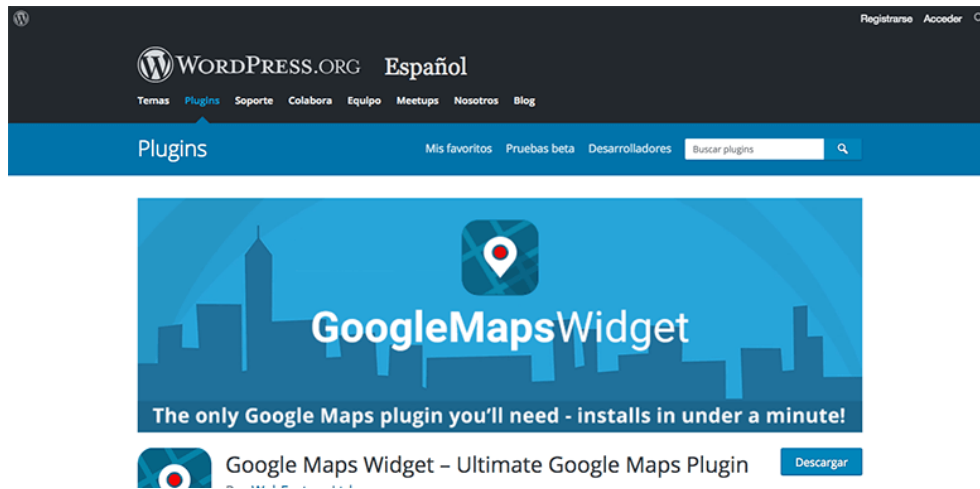 Registrarse Acceder
WORDPRESS.ORG Español
Temas Plugins Soporte Colabora Equipo Meetups Nosotros Blog
Plugins Mis favoritos Pruebas beta Desarrolladores Buscar plugins
GoogleMapsWidget
The only Google Maps plugin you'll need - installs in under a minute!
Google Maps Widget – Ultimate Google Maps Plugin Descargar